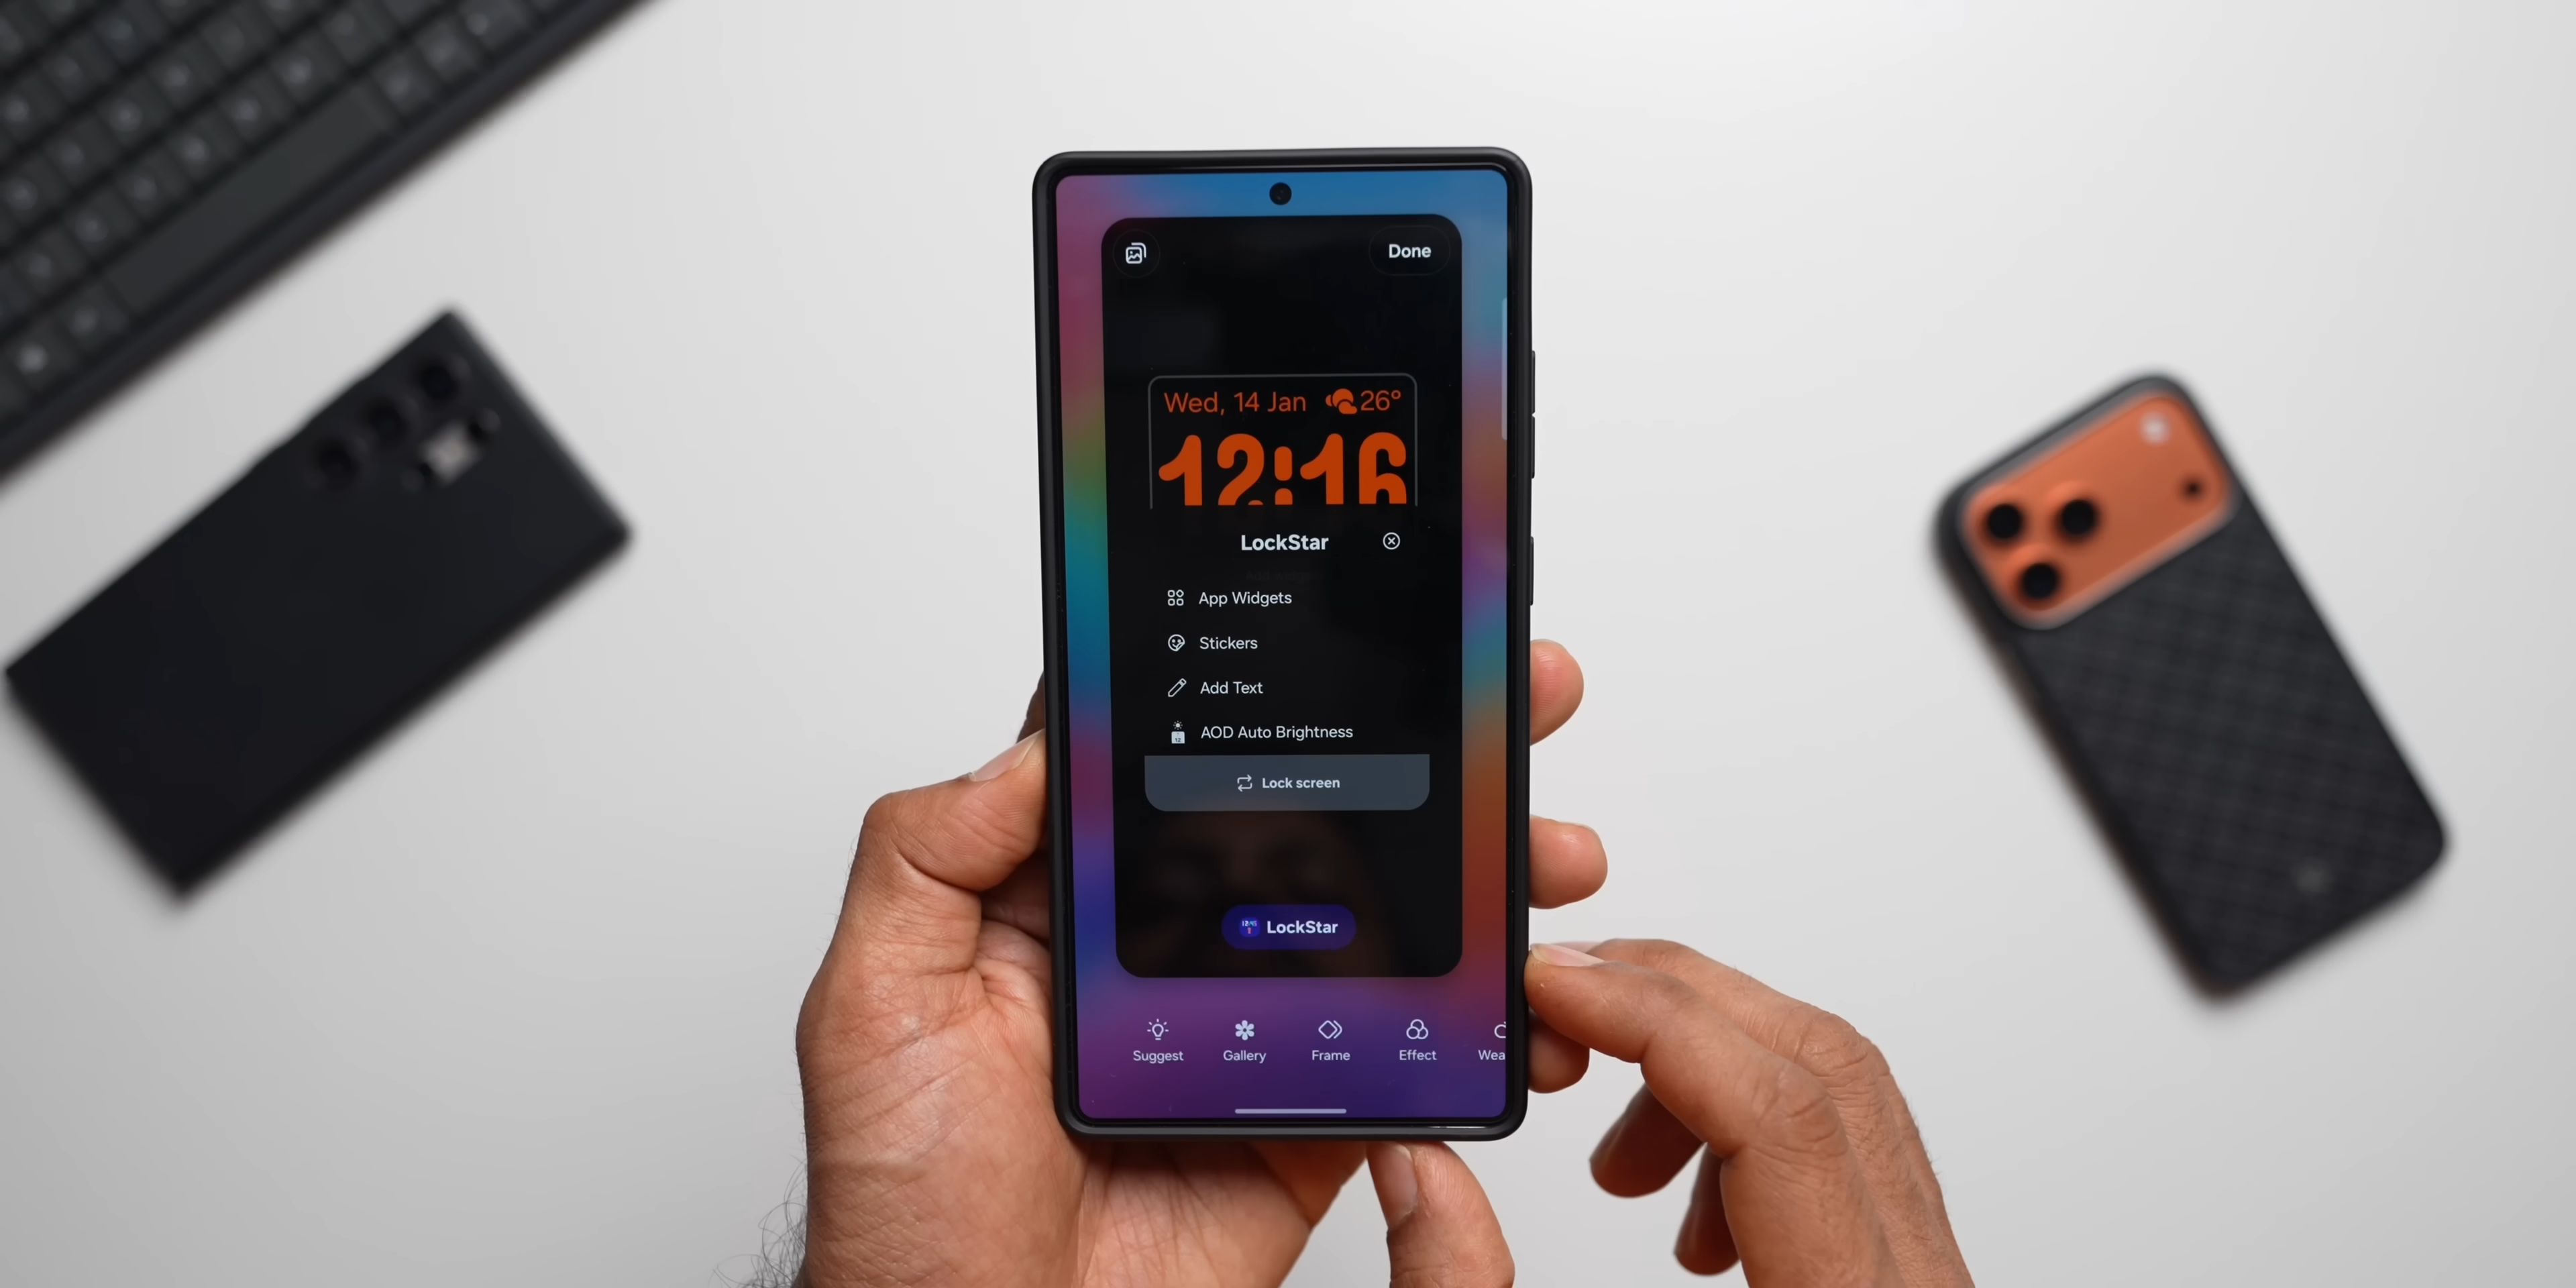 Done
Wed, 14 Jan 26°
12:16
LockStar
App Widgets
Stickers
Add Text
AOD Auto Brightness
Lock screen
LockStar
Suggest Gallery Frame Effect Wea